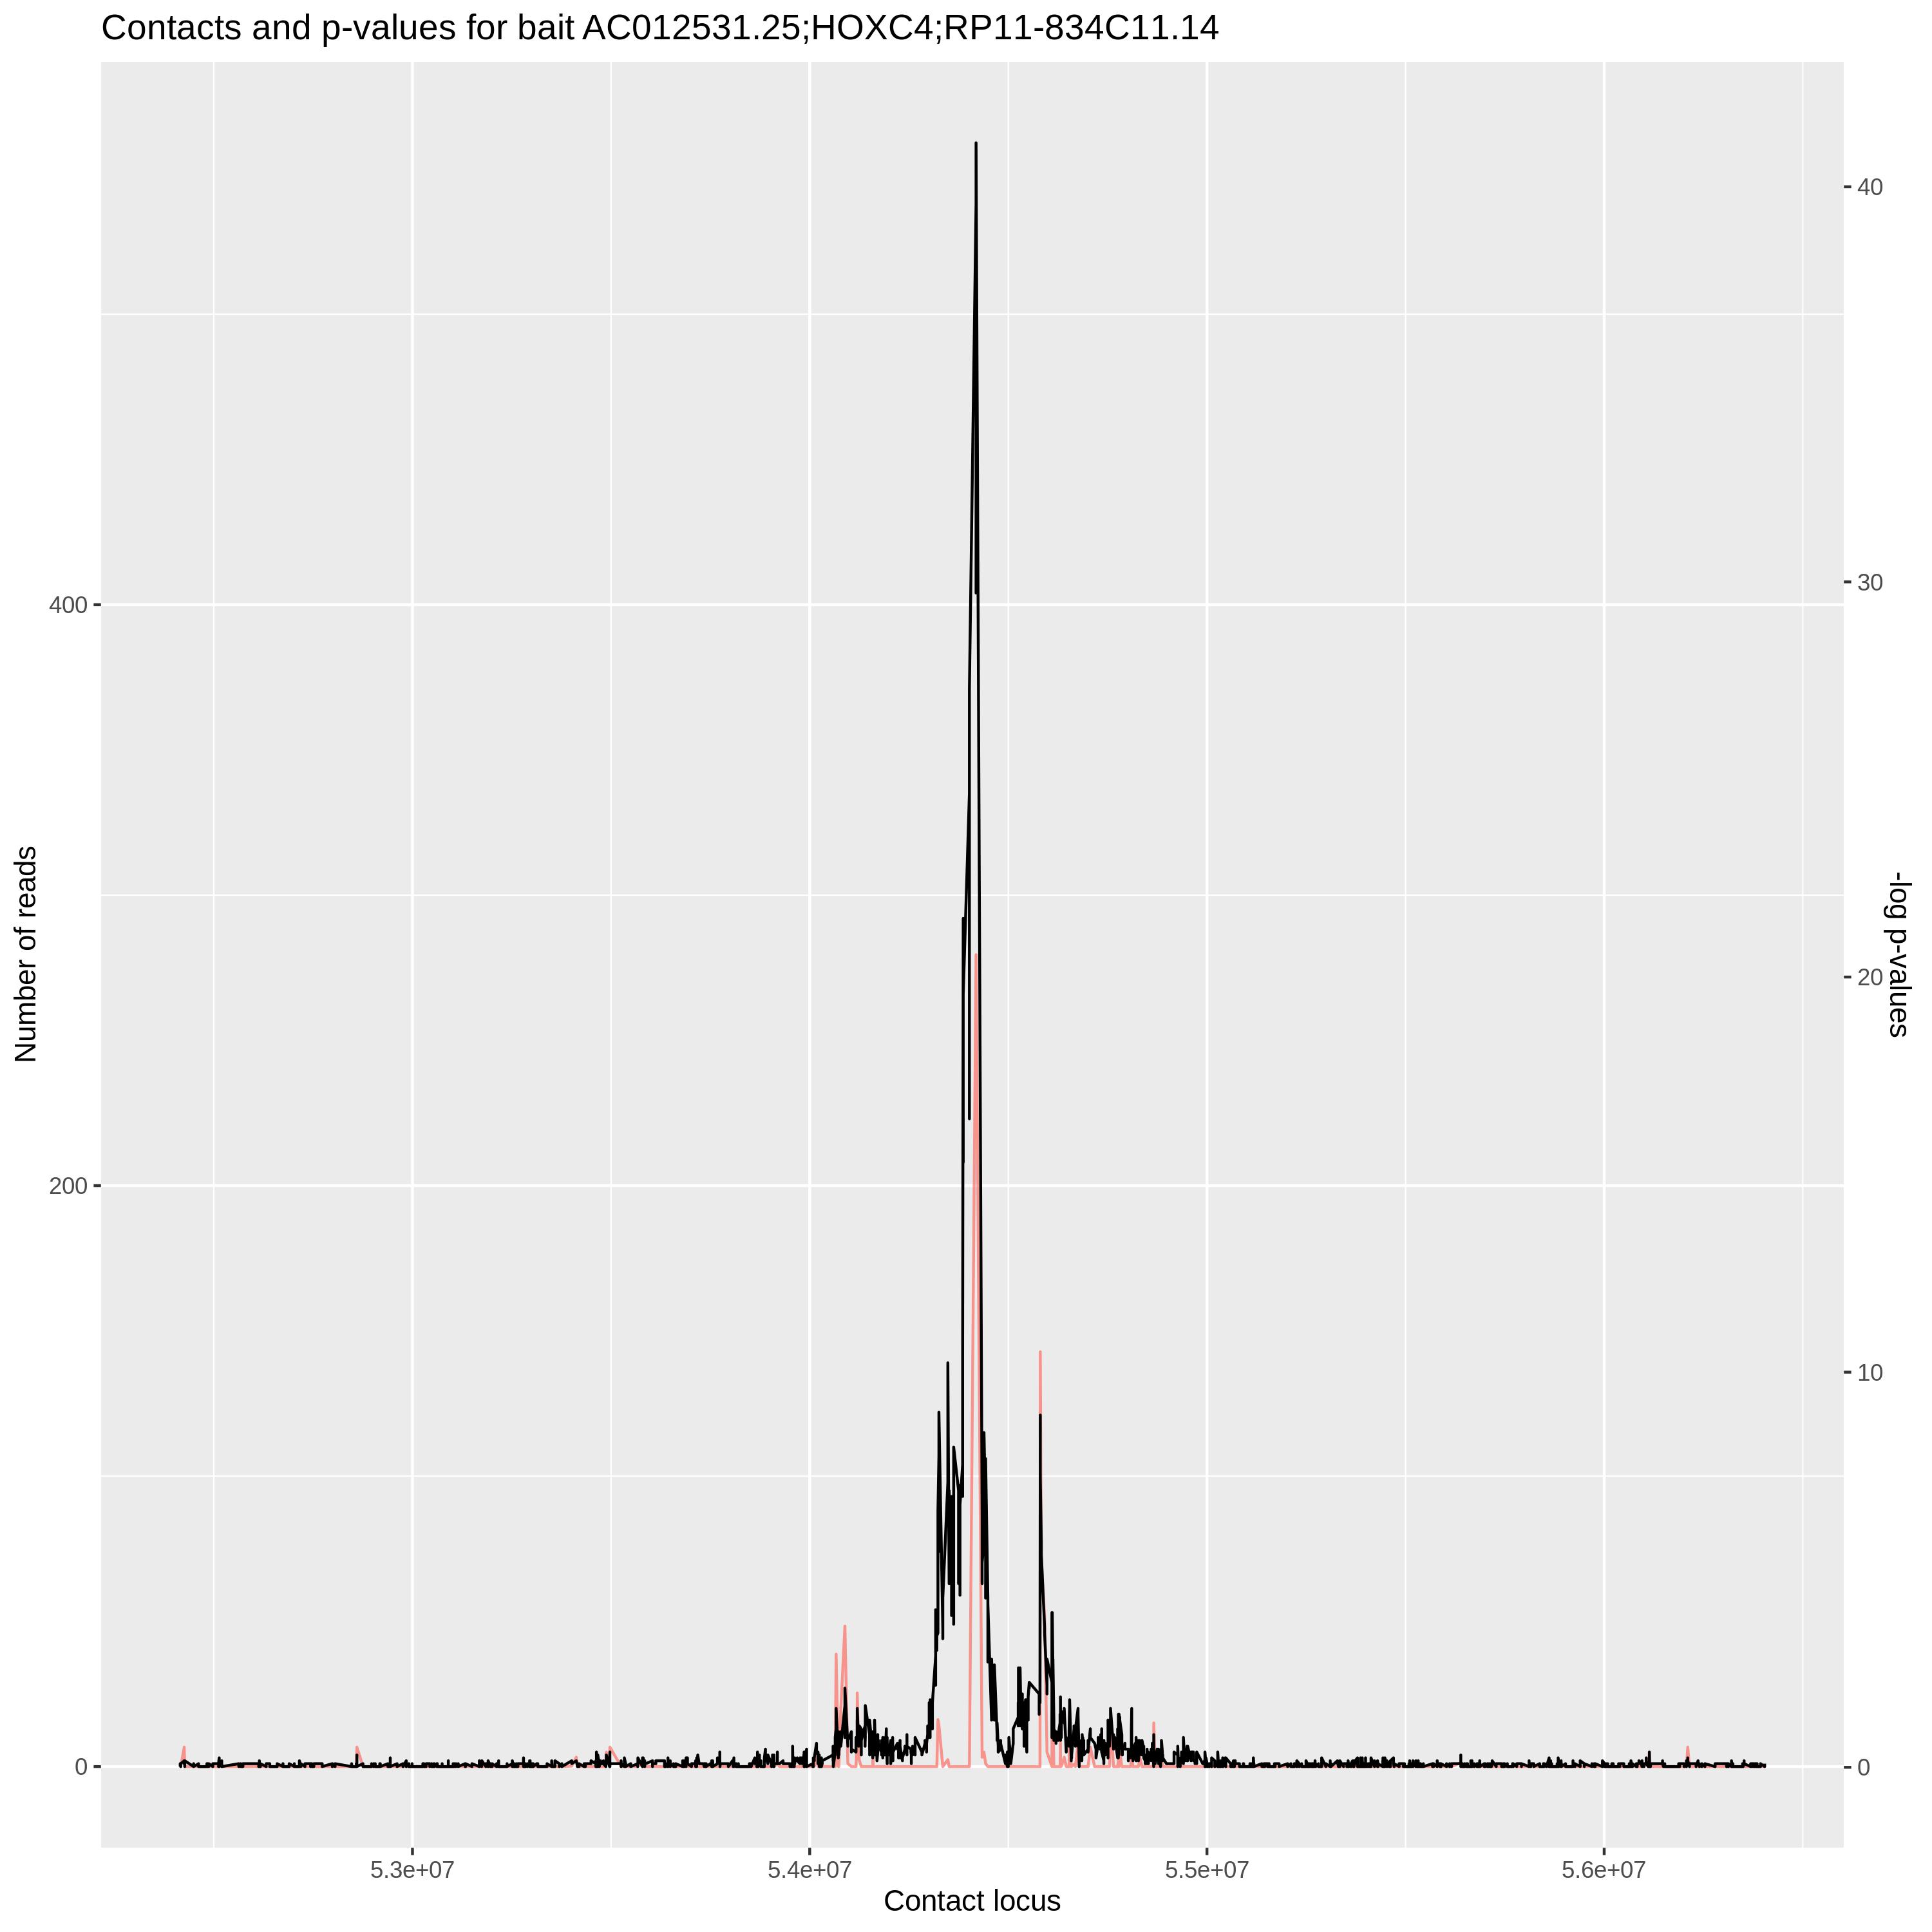 Contacts and p-values for bait AC012531.25;HOXC4;RP11-834C11.14
40
400
30
Number of reads
-log p-values
20
200
10
0
0
5.3e+07
5.4e+07
5.5e+07
5.6e+07
Contact locus